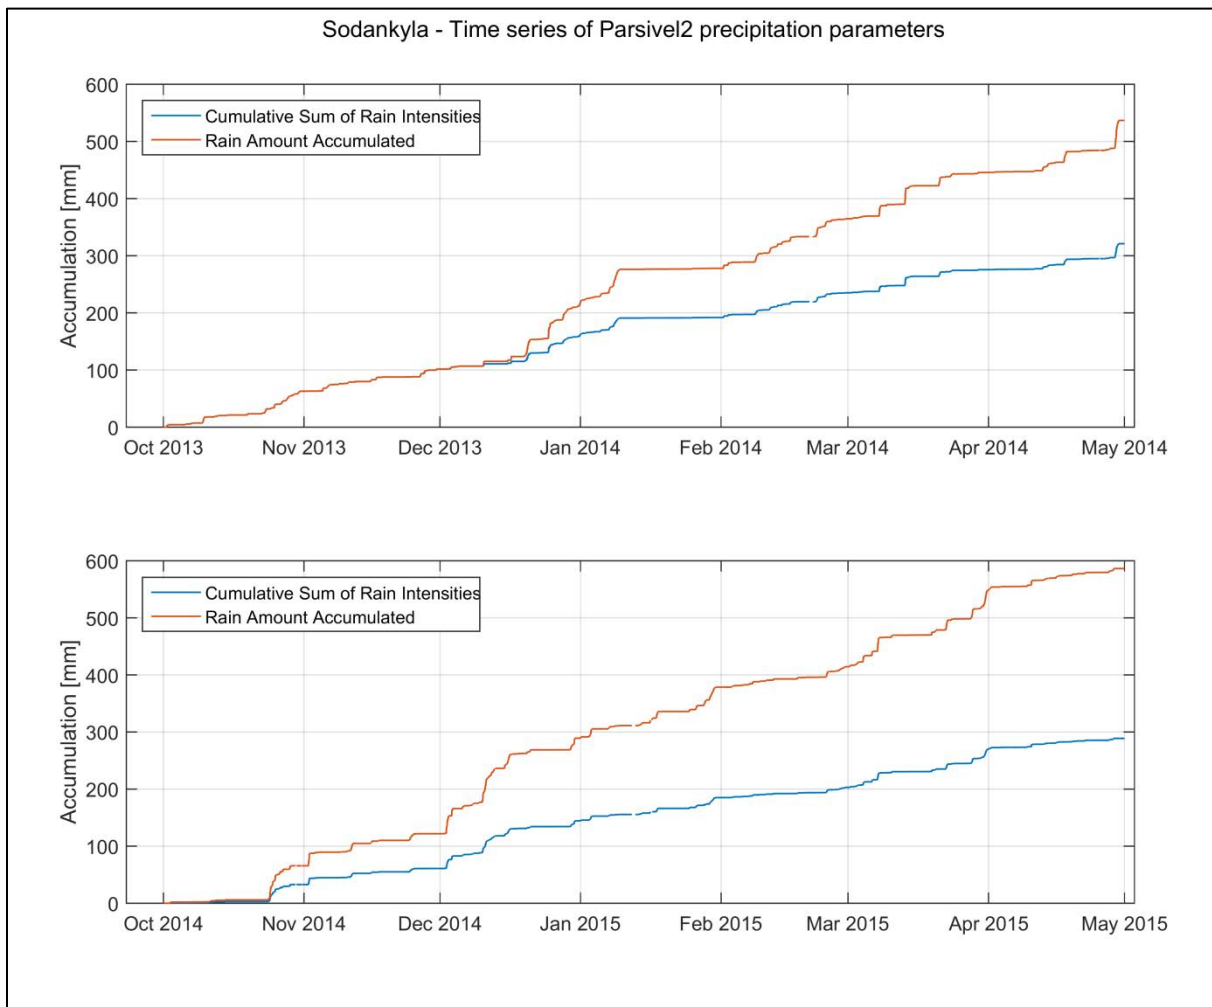 Sodankyla - Time series of Parsivel2 precipitation parameters
600
500
400
300
200
100
0
Accumulation [mm]
Cumulative Sum of Rain Intensities
Rain Amount Accumulated
Oct 2013 Nov 2013 Dec 2013 Jan 2014 Feb 2014 Mar 2014 Apr 2014 May 2014
600
500
400
300
200
100
0
Accumulation [mm]
Cumulative Sum of Rain Intensities
Rain Amount Accumulated
Oct 2014 Nov 2014 Dec 2014 Jan 2015 Feb 2015 Mar 2015 Apr 2015 May 2015